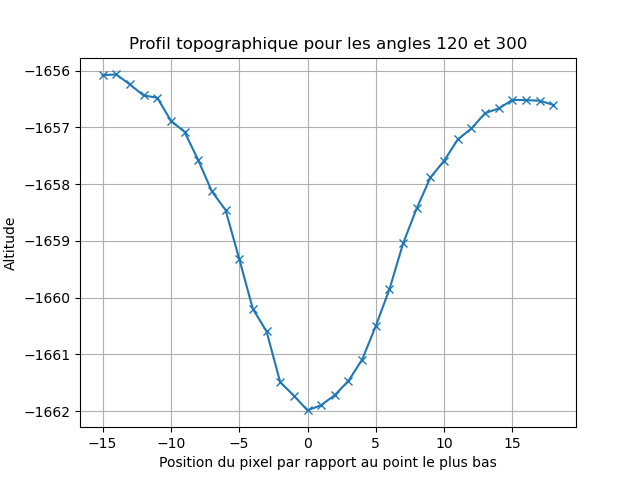 Profil topographique pour les angles 120 et 300
−1656
−1657
−1658
−1659
−1660
−1661
−1662
Altitude
−15 −10 −5 0 5 10 15
Position du pixel par rapport au point le plus bas